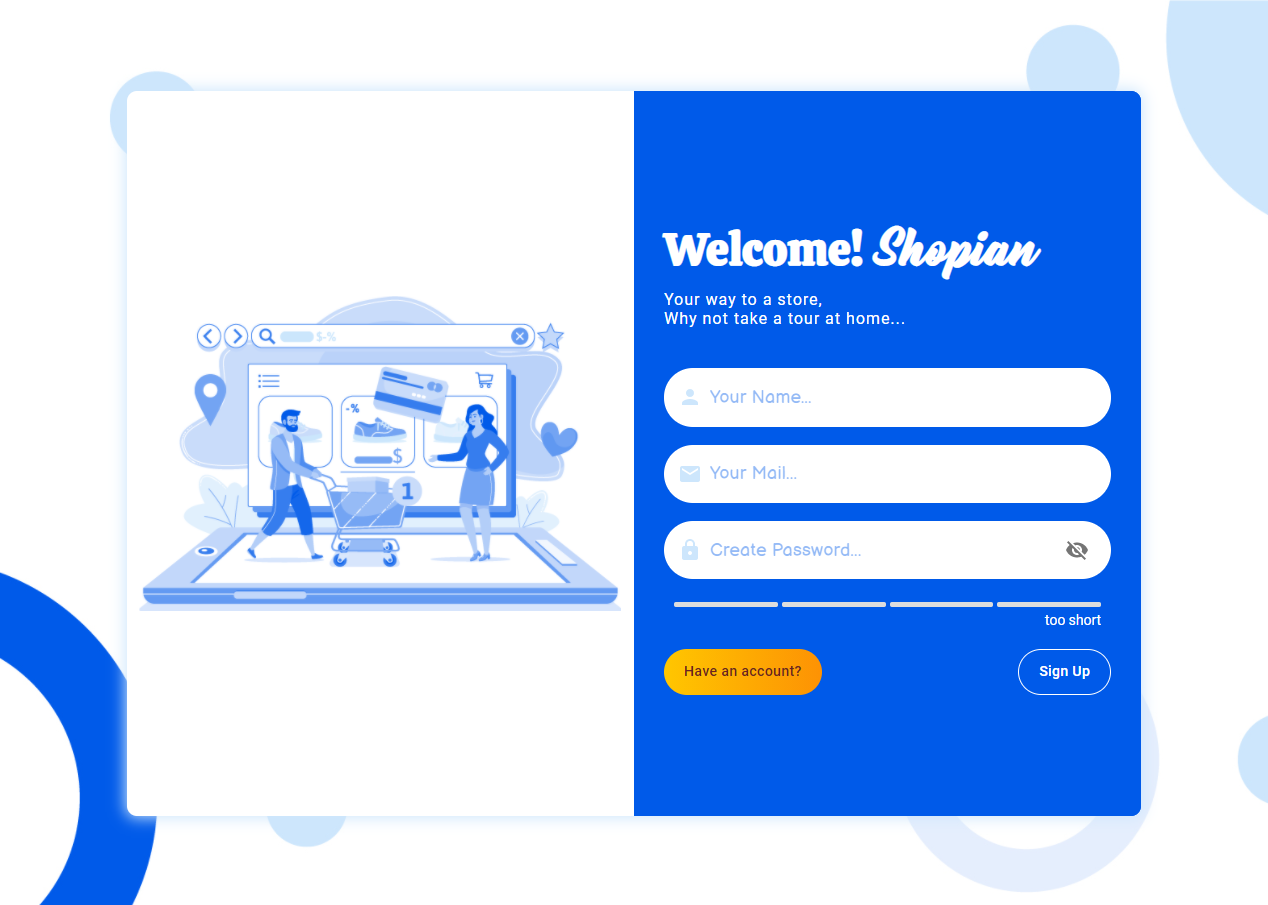 Welcome! Shopian
Your way to a store,
Why not take a tour at home...
$-%
-%
$
1
Your Name...
Your Mail...
Create Password...
too short
Have an account?
Sign Up